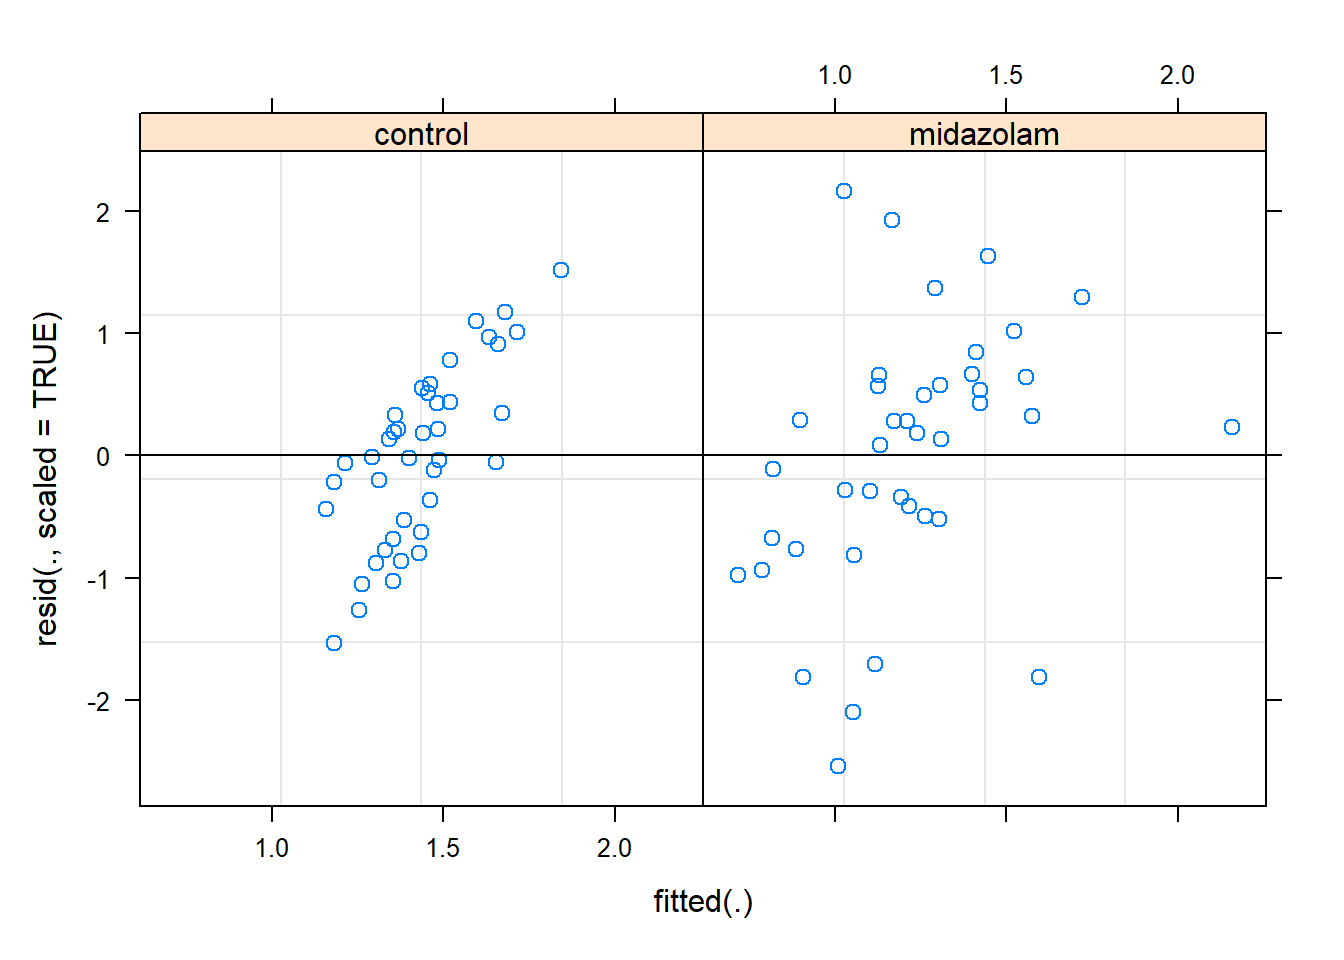 1.0 1.5 2.0
control midazolam
2
1
0
-1
-2
resid(., scaled = TRUE)
1.0 1.5 2.0
fitted(.)